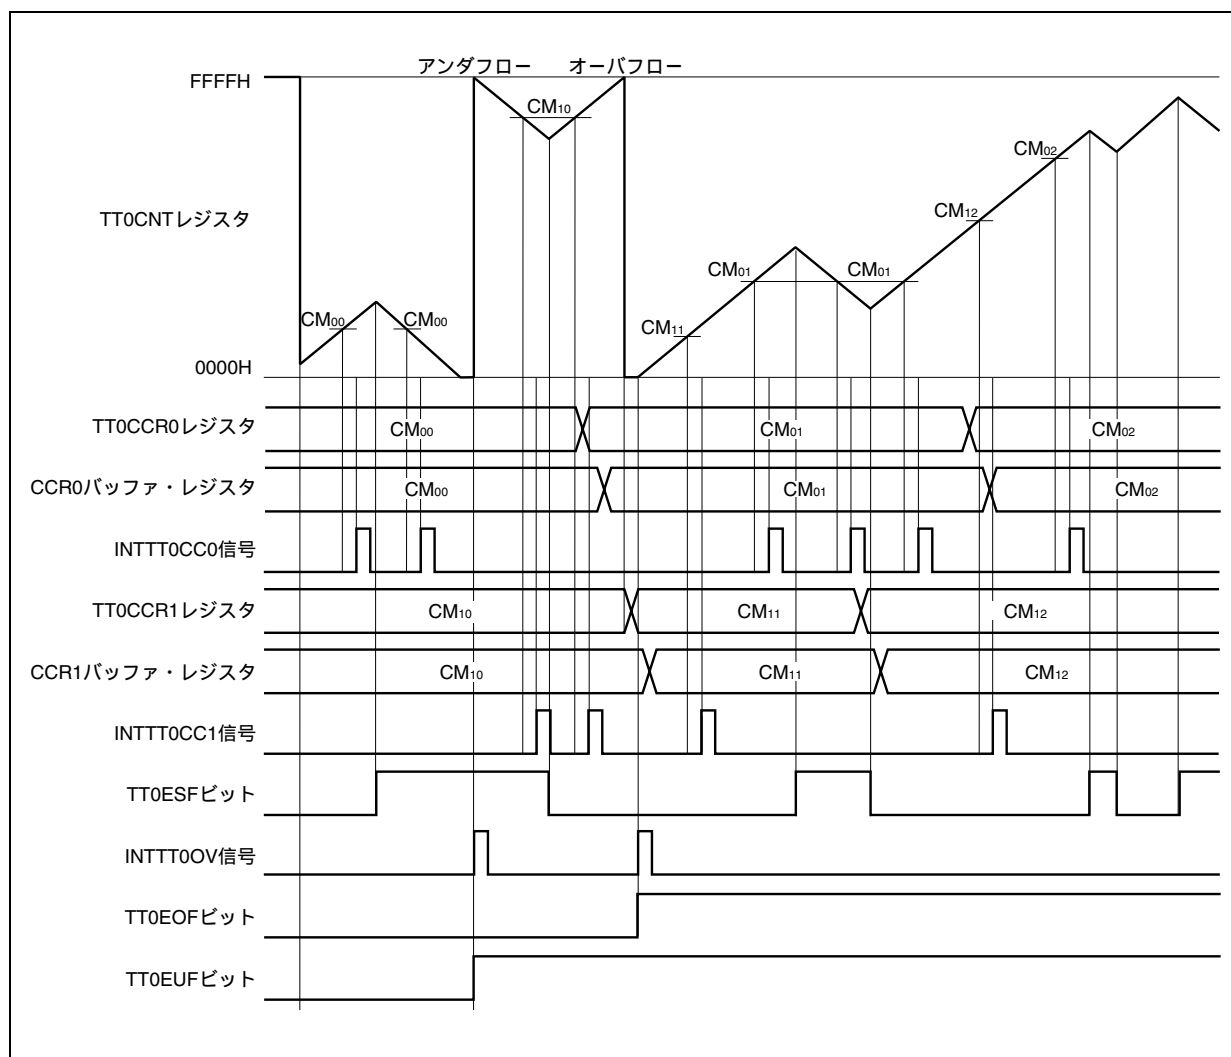 アンダフロー オーバフロー
FFFFH
CM10
CM02
TT0CNTレジスタ
CM12
CM01 CM01
CM00 CM00
CM11
0000H
TT0CCR0レジスタ
CM00 CM01 CM02
CCR0バッファ・レジスタ
CM00 CM01 CM02
INTTT0CC0信号
TT0CCR1レジスタ
CM10 CM11 CM12
CCR1バッファ・レジスタ
CM10 CM11 CM12
INTTT0CC1信号
TT0ESFビット
INTTT0OV信号
TT0EOFビット
TT0EUFビット